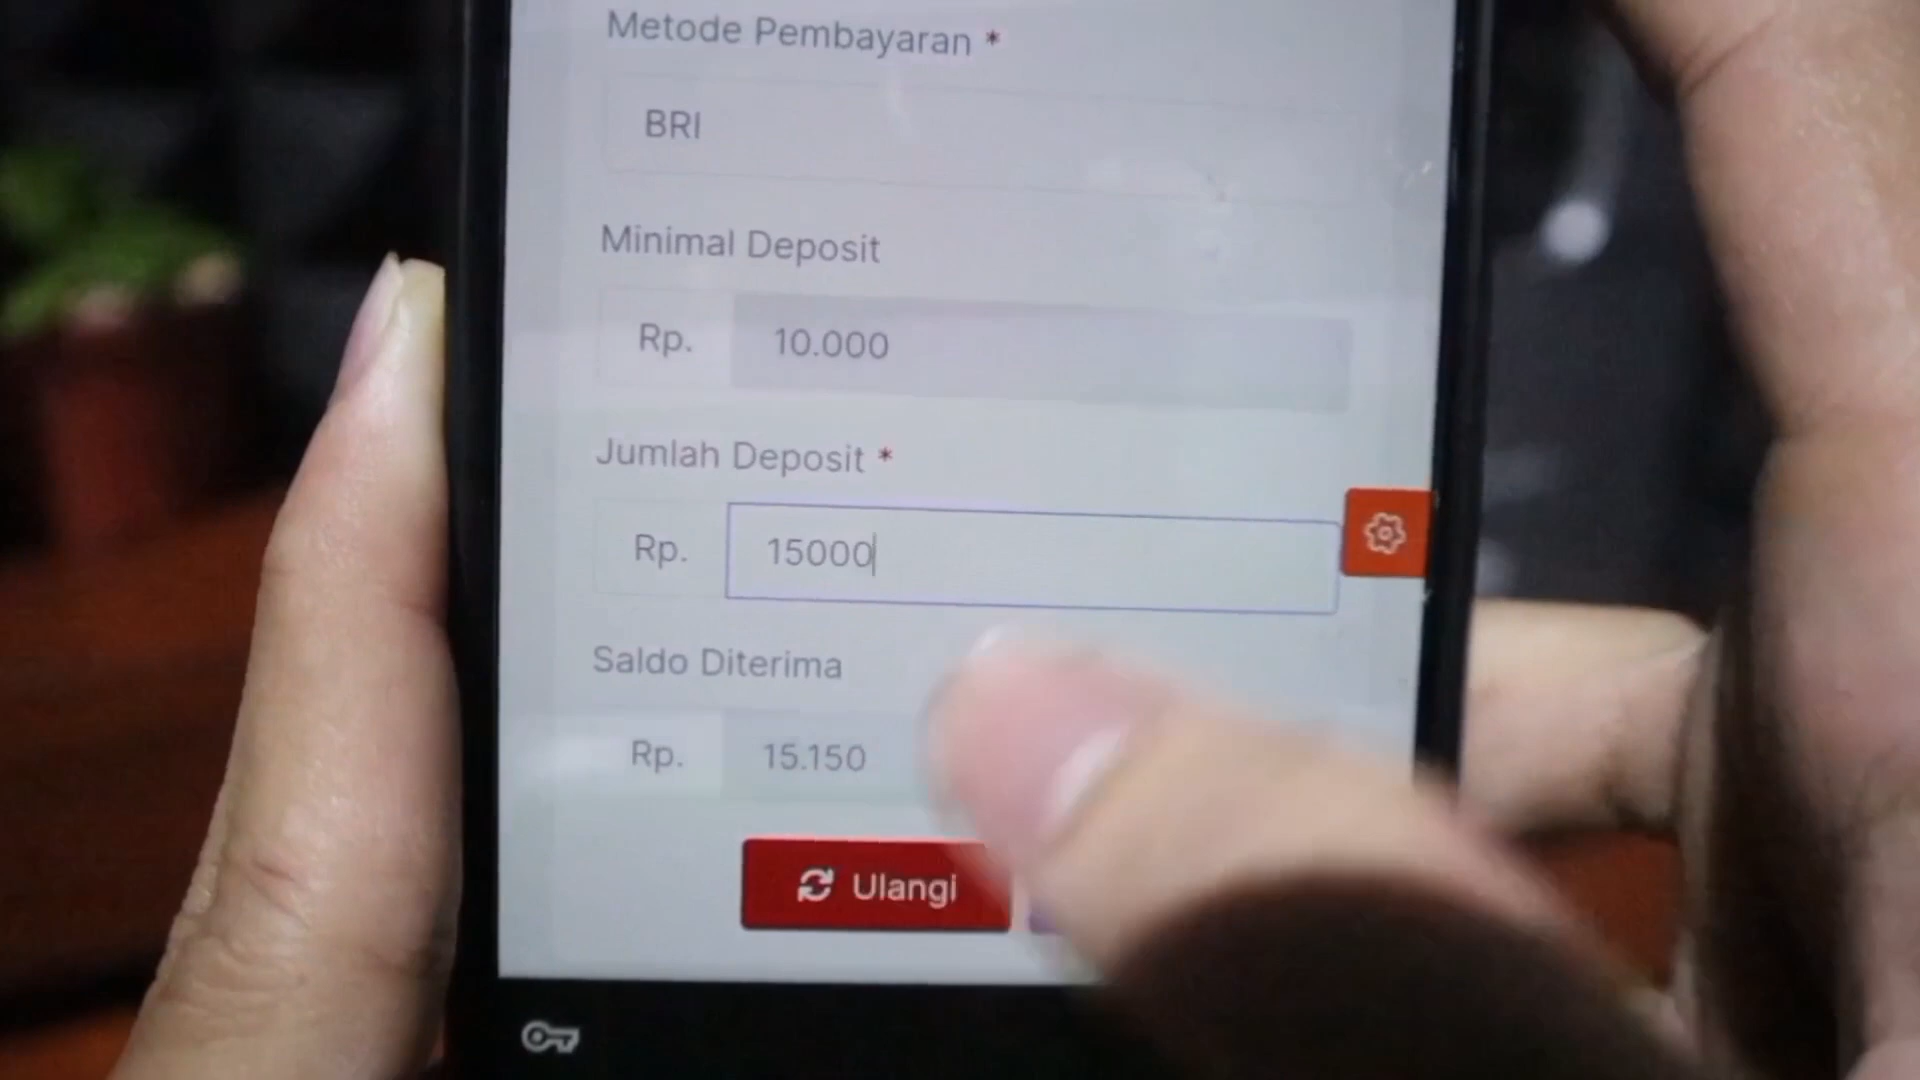 Metode Pembayaran *
BRI
Minimal Deposit
Rp. 10.000
Jumlah Deposit *
Rp. 15000
Saldo Diterima
Rp. 15.150
Ulangi